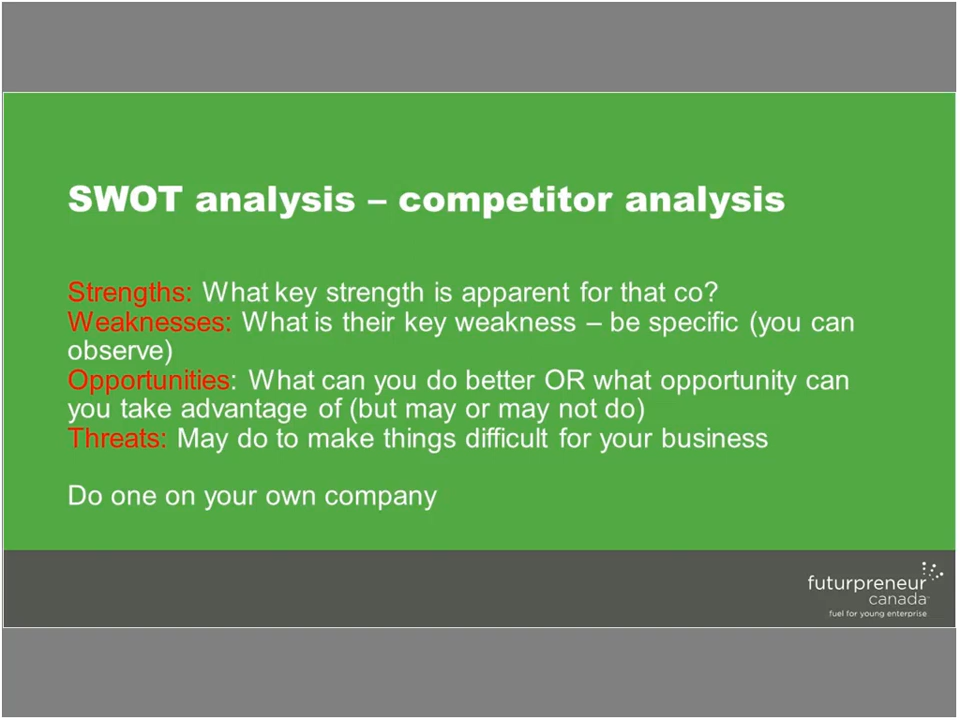 SWOT analysis – competitor analysis
Strengths: What key strength is apparent for that co?
Weaknesses: What is their key weakness – be specific (you can
observe)
Opportunities: What can you do better OR what opportunity can
you take advantage of (but may or may not do)
Threats: May do to make things difficult for your business
Do one on your own company
futurpreneur
canada
fuel for young enterprise